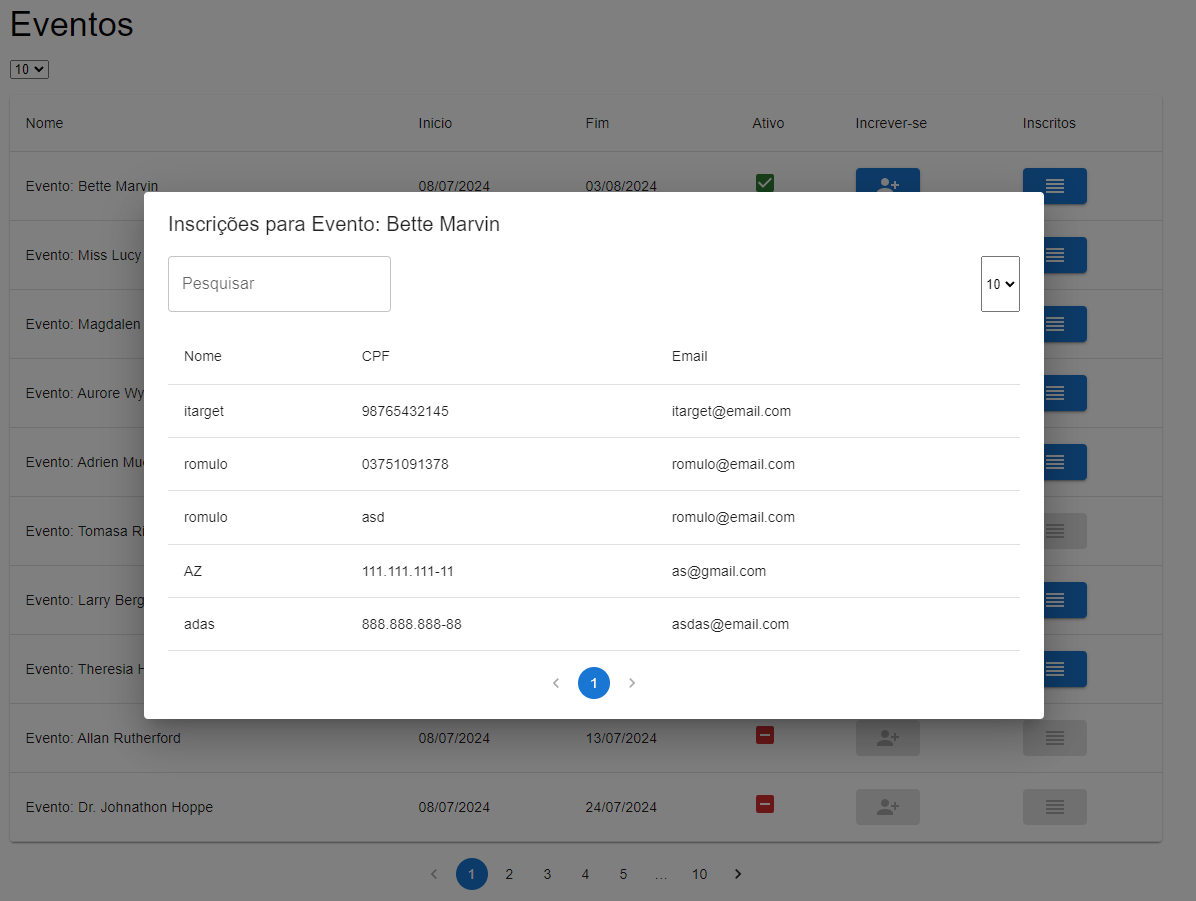 Eventos
10
Nome Inicio Fim Ativo Increver-se Inscritos
Evento: Bette Marvin 08/07/2024 03/08/2024
Inscrições para Evento: Bette Marvin
Evento: Miss Lucy
Pesquisar 10
Evento: Magdalen
Nome CPF Email
Evento: Aurore Wy
itarget 98765432145 itarget@email.com
Evento: Adrien
romulo 03751091378 romulo@email.com
romulo asd romulo@email.com
Evento: Tomasa Ri
AZ 111.111.111-11 as@gmail.com
Evento: Larry Berg
adas 888.888.888-88 asdas@email.com
Evento: Theresia H
1
Evento: Allan Rutherford 08/07/2024 13/07/2024
Evento: Dr. Johnathon Hoppe 08/07/2024 24/07/2024
1 2 3 4 5 ... 10